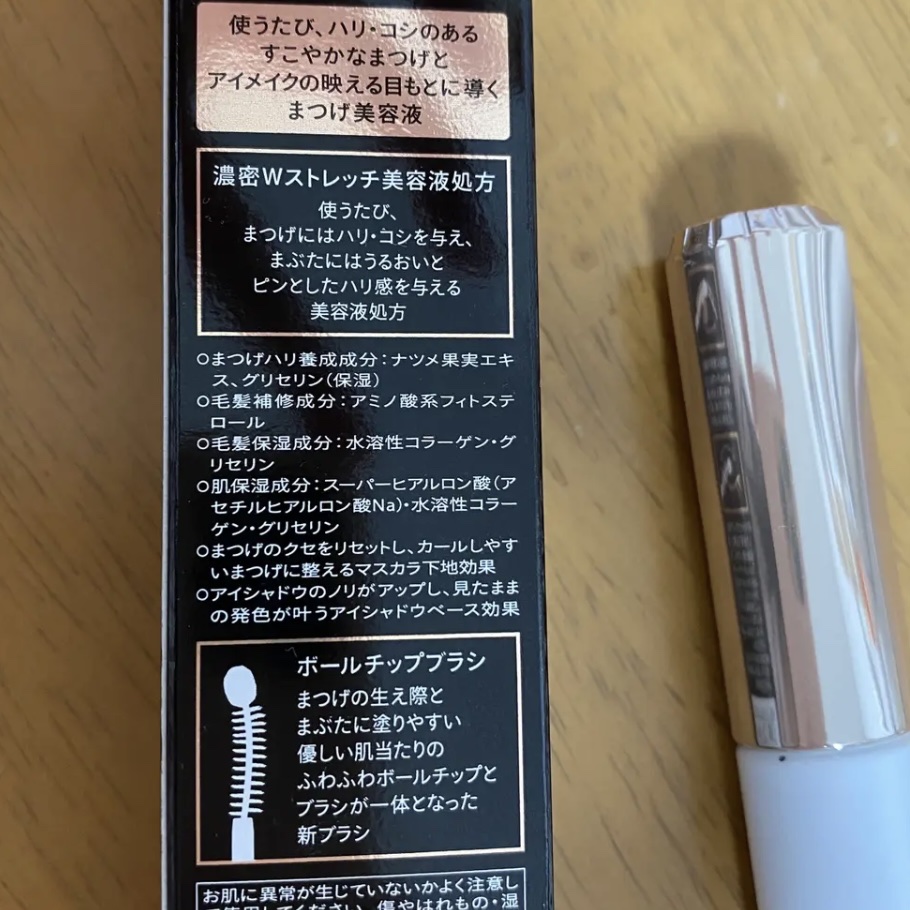 使うたび、ハリ・コシのある
すこやかなまつげと
アイメイクの映える目もとに導く
まつげ美容液
濃密Wストレッチ美容液処方
使うたび、
まつげにはハリ・コシを与え、
まぶたにはうるおいと
ピンとしたハリ感を与える
美容液処方
○まつげハリ養成成分：ナツメ果実エキ
ス、グリセリン（保湿）
○毛髪補修成分：アミノ酸系フィトステ
ロール
○毛髪保湿成分：水溶性コラーゲン・グ
リセリン
○肌保湿成分：スーパーヒアルロン酸（ア
セチルヒアルロン酸Na）・水溶性コラー
ゲン・グリセリン
○まつげのクセをリセットし、カールしやす
いまつげに整えるマスカラ下地効果
○アイシャドウのノリがアップし、見たまま
の発色が叶うアイシャドウベース効果
ボールチップブラシ
まつげの生え際と
まぶたに塗りやすい
優しい肌当たりの
ふわふわボールチップと
ブラシが一体となった
新ブラシ
お肌に異常が生じていないかよく注意し
て使用してください。傷やはれもの・湿